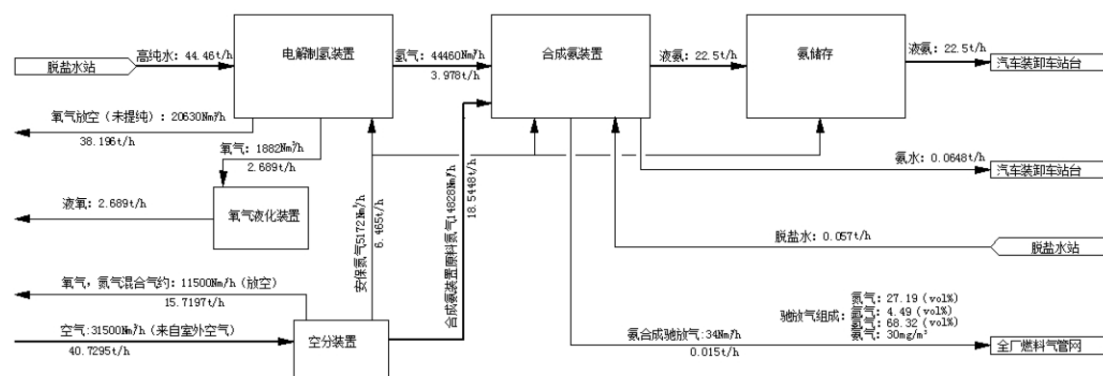 高纯水：44.46t/h
脱盐水站
电解制氢装置
氢气：44460Nm³/h
3.978t/h
合成氨装置
液氨：22.5t/h
氨储存
液氨：22.5t/h
汽车装卸车站台
氧气放空（未提纯）：20630Nm³/h
38.196t/h
氧气：1882Nm³/h
2.689t/h
液氧：2.689t/h
氧气液化装置
安保氮气5172Nm³/h
6.465t/h
合成氨装置原料氮气14828Nm³/h
18.5448t/h
氨水：0.0648t/h
汽车装卸车站台
脱盐水：0.057t/h
脱盐水站
氧气，氮气混合气约：11500Nm³/h（放空）
15.7197t/h
空气：31500Nm³/h（来自室外空气）
40.7295t/h
空分装置
驰放气组成：
氮气：27.19（vol%）
氩气：4.49（vol%）
氢气：68.32（vol%）
氨气：30mg/m³
氨合成驰放气：34Nm³/h
0.015t/h
全厂燃料气管网